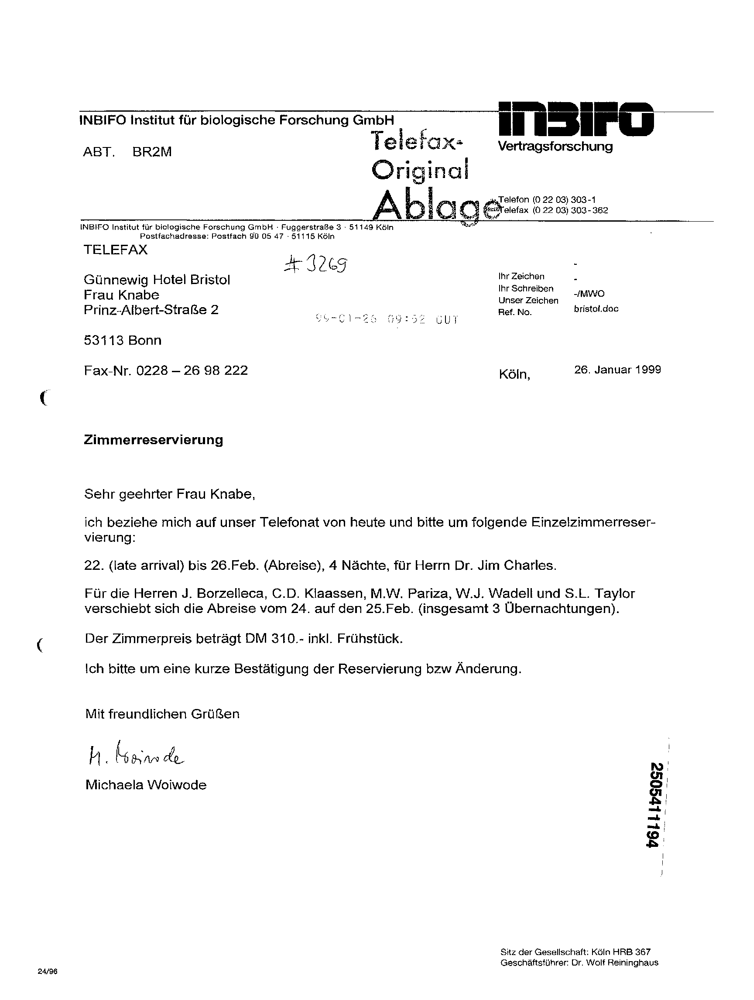 INBIFO Institut für biologische Forschung GmbH
INBIFO
Vertragsforschung
ABT. BR2M
Telefax-
Original
Ablage
Telefon (0 22 03) 303-1
Telefax (0 22 03) 303-362
INBIFO Institut für biologische Forschung GmbH · Fuggerstraße 3 · 51149 Köln
Postfachadresse: Postfach 90 05 47 · 51115 Köln
TELEFAX
# 3269
Günnewig Hotel Bristol
Frau Knabe
Prinz-Albert-Straße 2
Ihr Zeichen -
Ihr Schreiben -
Unser Zeichen -/MWO
Ref. No. bristol.doc
99-01-26 09:52 OUT
53113 Bonn
Fax-Nr. 0228 – 26 98 222
Köln, 26. Januar 1999
Zimmerreservierung
Sehr geehrter Frau Knabe,
ich beziehe mich auf unser Telefonat von heute und bitte um folgende Einzelzimmerreser-
vierung:
22. (late arrival) bis 26.Feb. (Abreise), 4 Nächte, für Herrn Dr. Jim Charles.
Für die Herren J. Borzelleca, C.D. Klaassen, M.W. Pariza, W.J. Wadell und S.L. Taylor
verschiebt sich die Abreise vom 24. auf den 25.Feb. (insgesamt 3 Übernachtungen).
Der Zimmerpreis beträgt DM 310.- inkl. Frühstück.
Ich bitte um eine kurze Bestätigung der Reservierung bzw Änderung.
Mit freundlichen Grüßen
M. Woiwode
Michaela Woiwode
2505411194
Sitz der Gesellschaft: Köln HRB 367
Geschäftsführer: Dr. Wolf Reininghaus
24/96